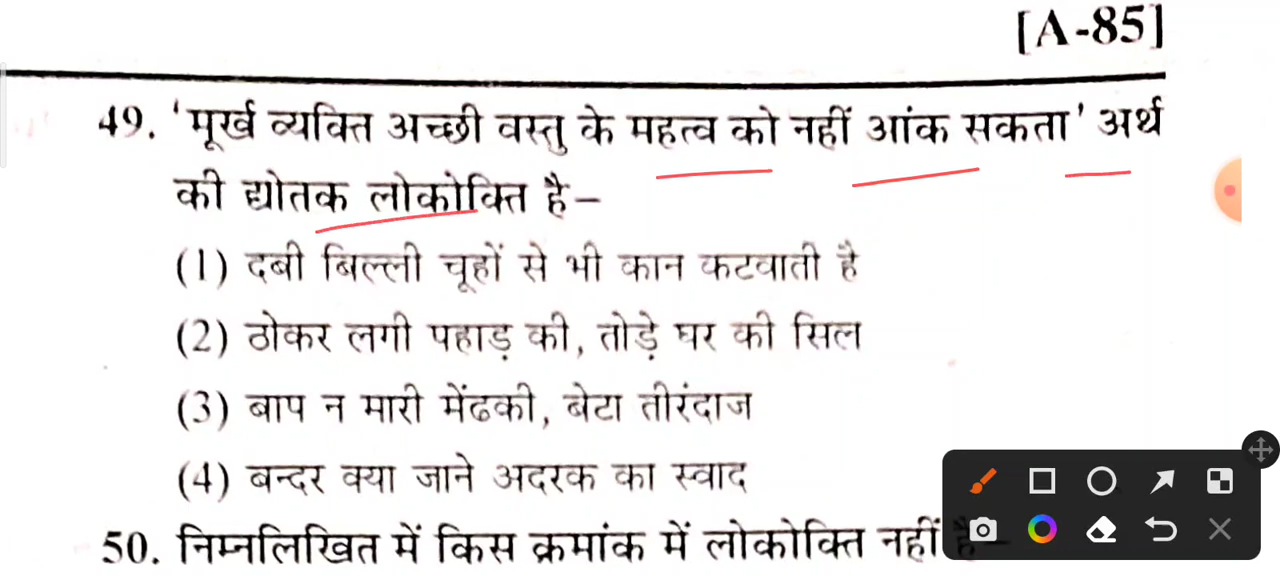 [A-85]
49. 'मूर्ख व्यक्ति अच्छी वस्तु के महत्व को नहीं आंक सकता' अर्थ
की द्योतक लोकोक्ति है–
(1) दबी बिल्ली चूहों से भी कान कटवाती है
(2) ठोकर लगी पहाड़ की, तोड़े घर की सिल
(3) बाप न मारी मेंढकी, बेटा तीरंदाज
(4) बन्दर क्या जाने अदरक का स्वाद
50. निम्नलिखित में किस क्रमांक में लोकोक्ति नहीं है–